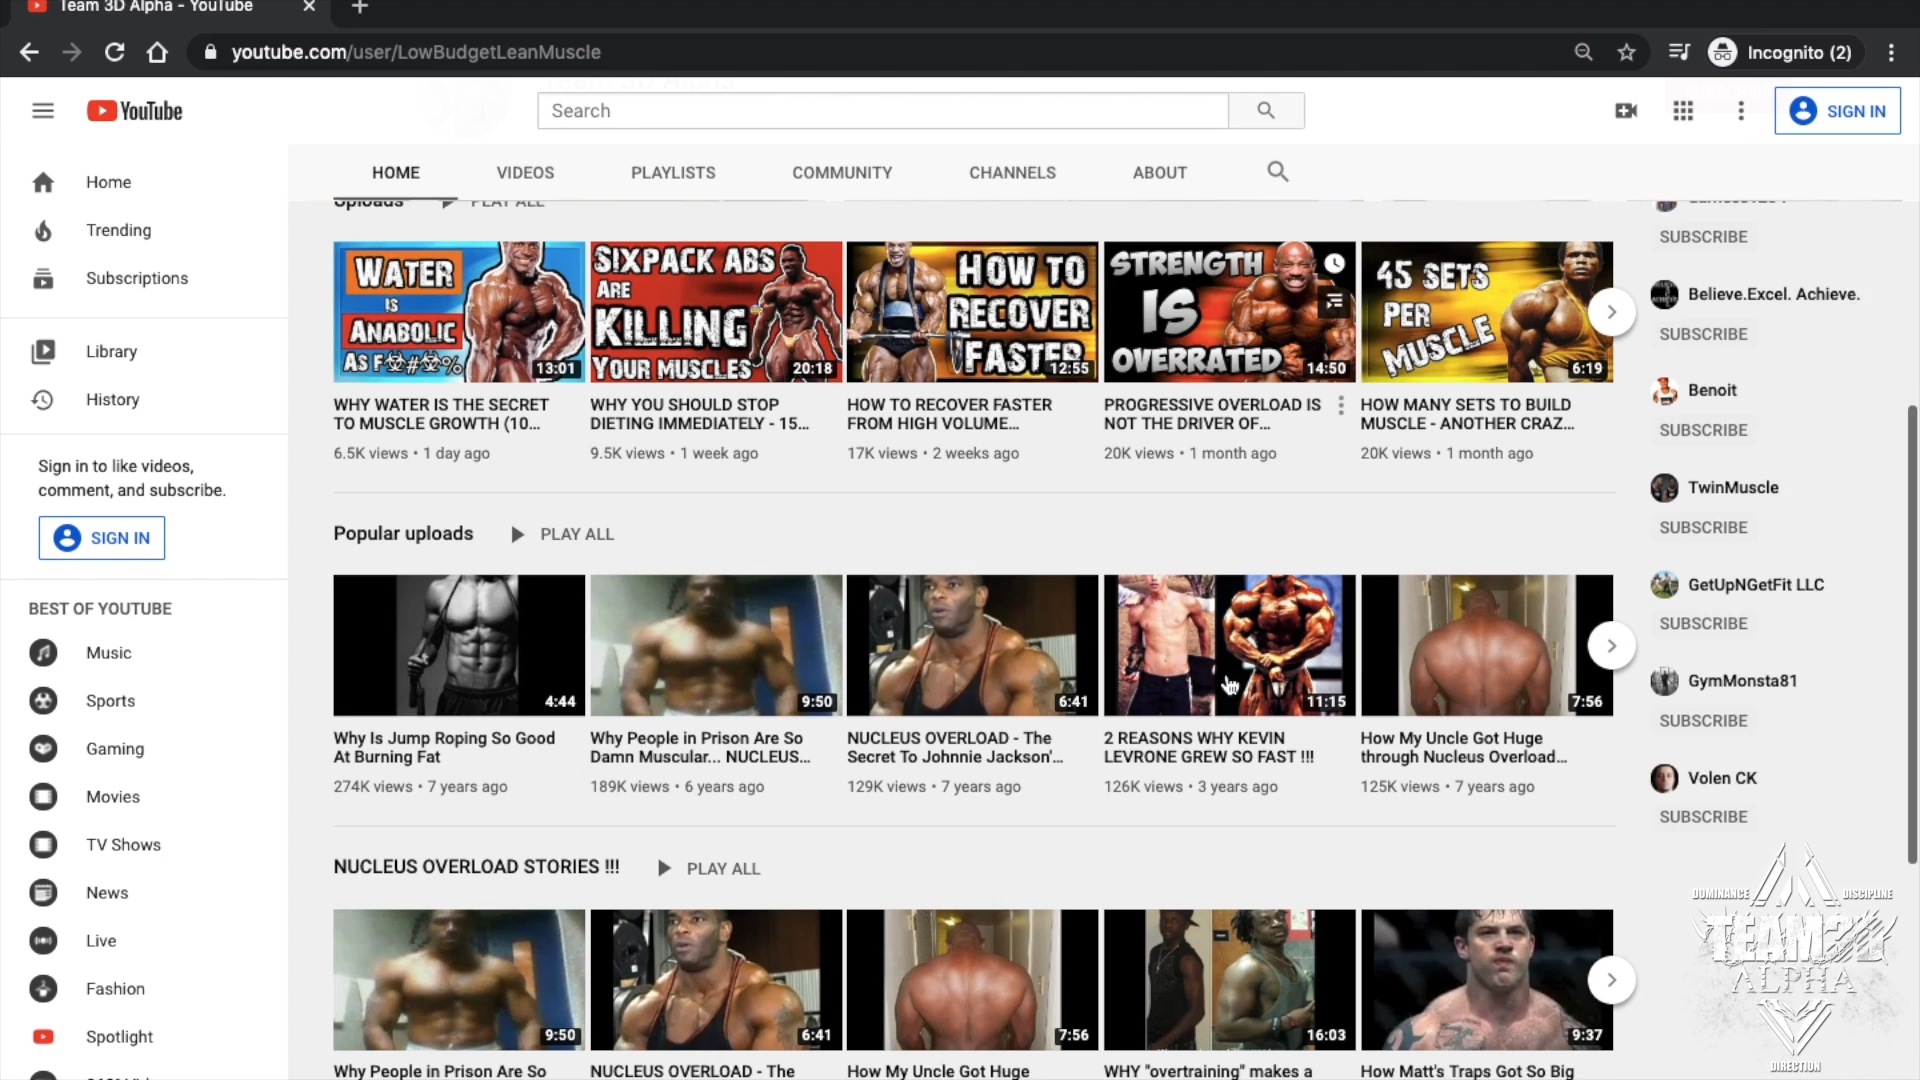 Team 3D Alpha - YouTube
youtube.com/user/LowBudgetLeanMuscle
Incognito (2)
YouTube
Search
SIGN IN
HOME
VIDEOS
PLAYLISTS
COMMUNITY
CHANNELS
ABOUT
Home
Trending
Subscriptions
Library
History
Sign in to like videos,
comment, and subscribe.
SIGN IN
BEST OF YOUTUBE
Music
Sports
Gaming
Movies
TV Shows
News
Live
Fashion
Spotlight
Uploads
PLAY ALL
WATER
IS
ANABOLIC
AS F
13:01
SIXPACK ABS
ARE
KILLING
YOUR MUSCLES
20:18
HOW TO
RECOVER
FASTER
12:55
STRENGTH
IS
OVERRATED
14:50
45 SETS
PER
MUSCLE
6:19
WHY WATER IS THE SECRET
TO MUSCLE GROWTH (10...
6.5K views • 1 day ago
WHY YOU SHOULD STOP
DIETING IMMEDIATELY - 15...
9.5K views • 1 week ago
HOW TO RECOVER FASTER
FROM HIGH VOLUME...
17K views • 2 weeks ago
PROGRESSIVE OVERLOAD IS
NOT THE DRIVER OF...
20K views • 1 month ago
HOW MANY SETS TO BUILD
MUSCLE - ANOTHER CRAZ...
20K views • 1 month ago
Popular uploads
PLAY ALL
4:44
9:50
6:41
11:15
7:56
Why Is Jump Roping So Good
At Burning Fat
274K views • 7 years ago
Why People in Prison Are So
Damn Muscular... NUCLEUS...
189K views • 6 years ago
NUCLEUS OVERLOAD - The
Secret To Johnnie Jackson'...
129K views • 7 years ago
2 REASONS WHY KEVIN
LEVRONE GREW SO FAST !!!
126K views • 3 years ago
How My Uncle Got Huge
through Nucleus Overload...
125K views • 7 years ago
NUCLEUS OVERLOAD STORIES !!!
PLAY ALL
9:50
6:41
7:56
16:03
9:37
Why People in Prison Are So
NUCLEUS OVERLOAD - The
How My Uncle Got Huge
WHY "overtraining" makes a
How Matt's Traps Got So Big
SUBSCRIBE
Believe.Excel. Achieve.
SUBSCRIBE
Benoit
SUBSCRIBE
TwinMuscle
SUBSCRIBE
GetUpNGetFit LLC
SUBSCRIBE
GymMonsta81
SUBSCRIBE
Volen CK
SUBSCRIBE
DOMINANCE
DISCIPLINE
TEAM3D
ALPHA
DIRECTION